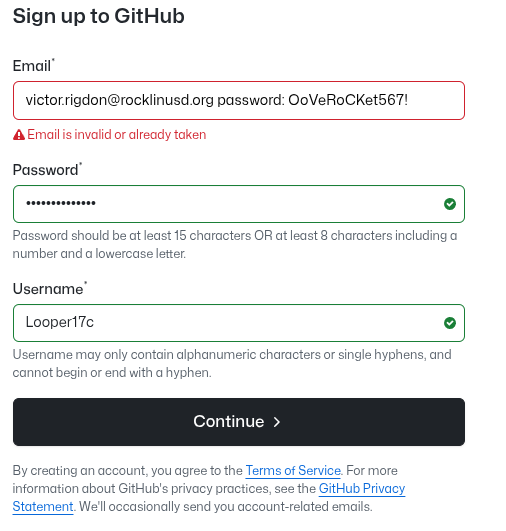 Sign up to GitHub
Email*
victor.rigdon@rocklinusd.org password: OoVeRoCKet567!
Email is invalid or already taken
Password*
••••••••••••••
Password should be at least 15 characters OR at least 8 characters including a
number and a lowercase letter.
Username*
Looper17c
Username may only contain alphanumeric characters or single hyphens, and
cannot begin or end with a hyphen.
Continue >
By creating an account, you agree to the Terms of Service. For more
information about GitHub's privacy practices, see the GitHub Privacy
Statement. We'll occasionally send you account-related emails.